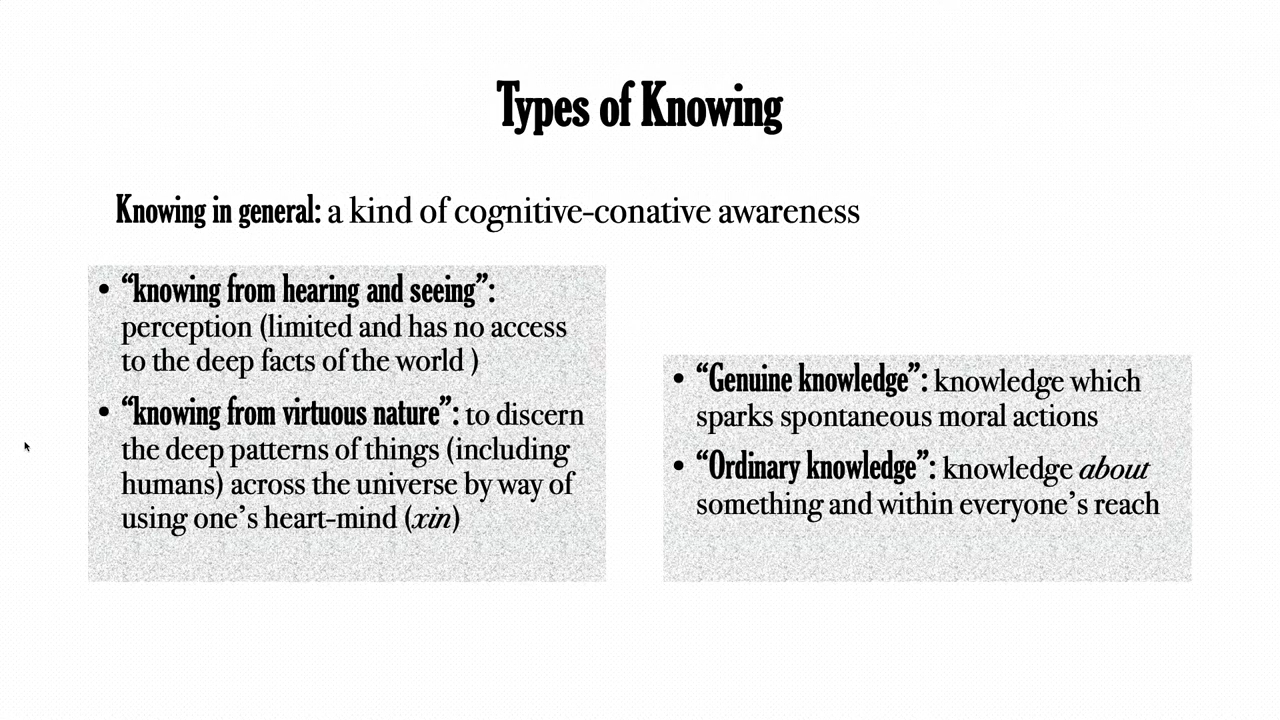 Types of Knowing
Knowing in general: a kind of cognitive-conative awareness
• “knowing from hearing and seeing”:
perception (limited and has no access
to the deep facts of the world )
• “knowing from virtuous nature”: to discern
the deep patterns of things (including
humans) across the universe by way of
using one’s heart-mind (xin)
• “Genuine knowledge”: knowledge which
sparks spontaneous moral actions
• “Ordinary knowledge”: knowledge about
something and within everyone’s reach